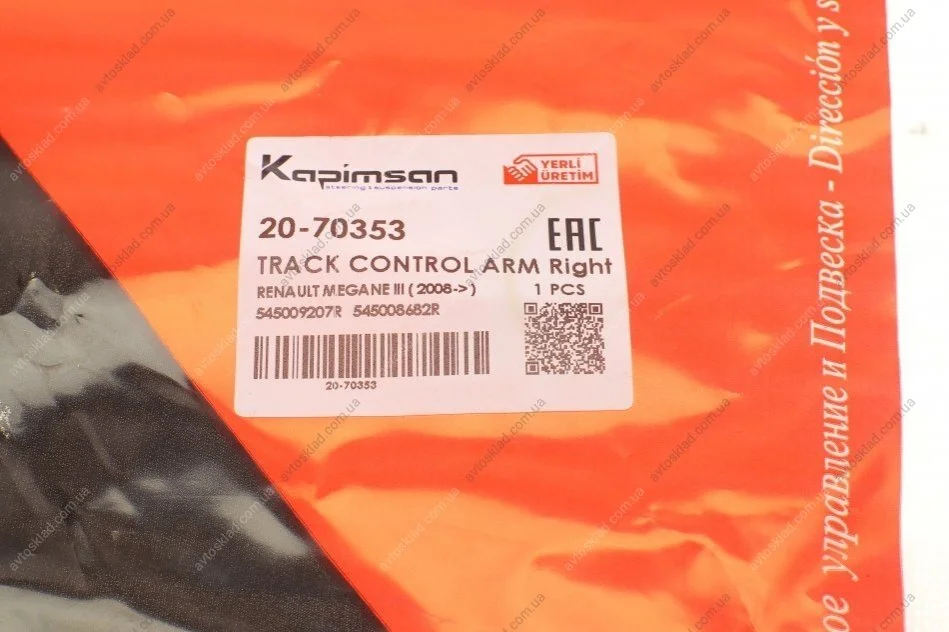 Kapimsan
steering & suspension parts
YERLİ
ÜRETİM
20-70353
EAC
TRACK CONTROL ARM Right
RENAULT MEGANE III ( 2008-> )
1 PCS
545009207R 545008682R
20-70353
управление и Подвеска - Dirección y
avtosklad.com.ua